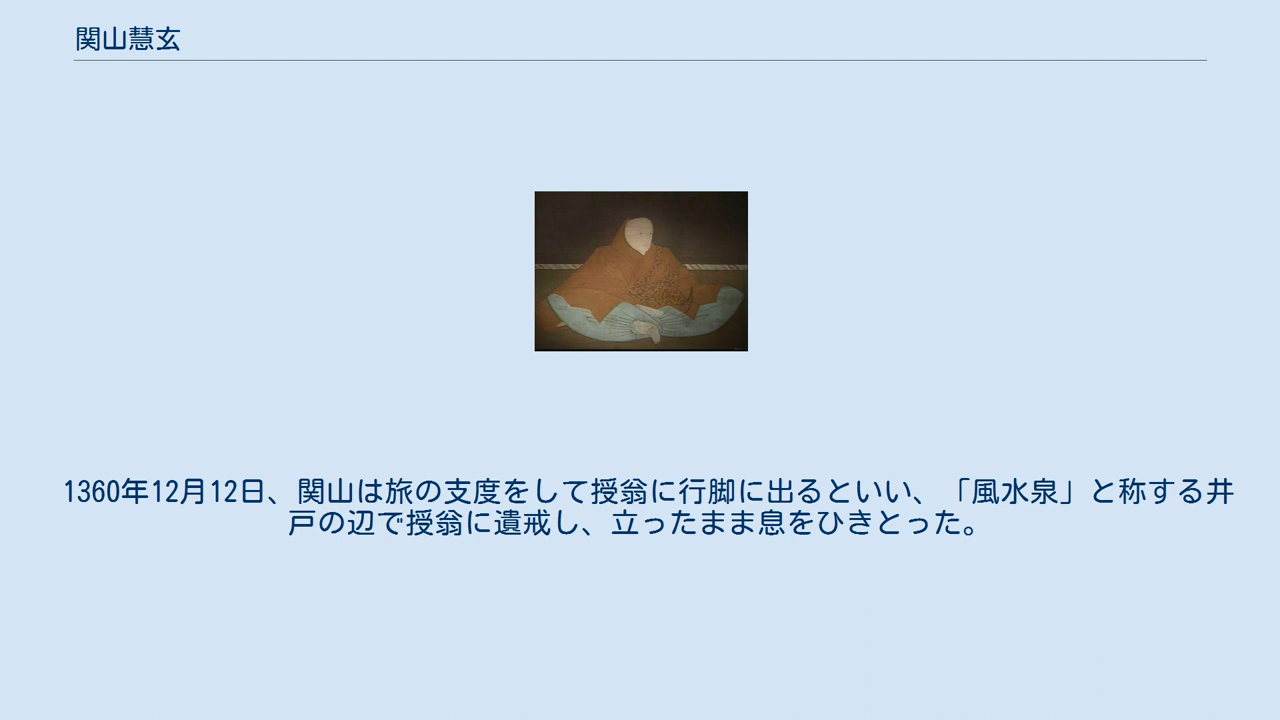 関山慧玄
1360年12月12日、関山は旅の支度をして授翁に行脚に出るといい、「風水泉」と称する井
戸の辺で授翁に遺戒し、立ったまま息をひきとった。